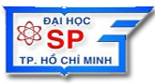 ĐẠI HỌC
SP
TP. HỒ CHÍ MINH